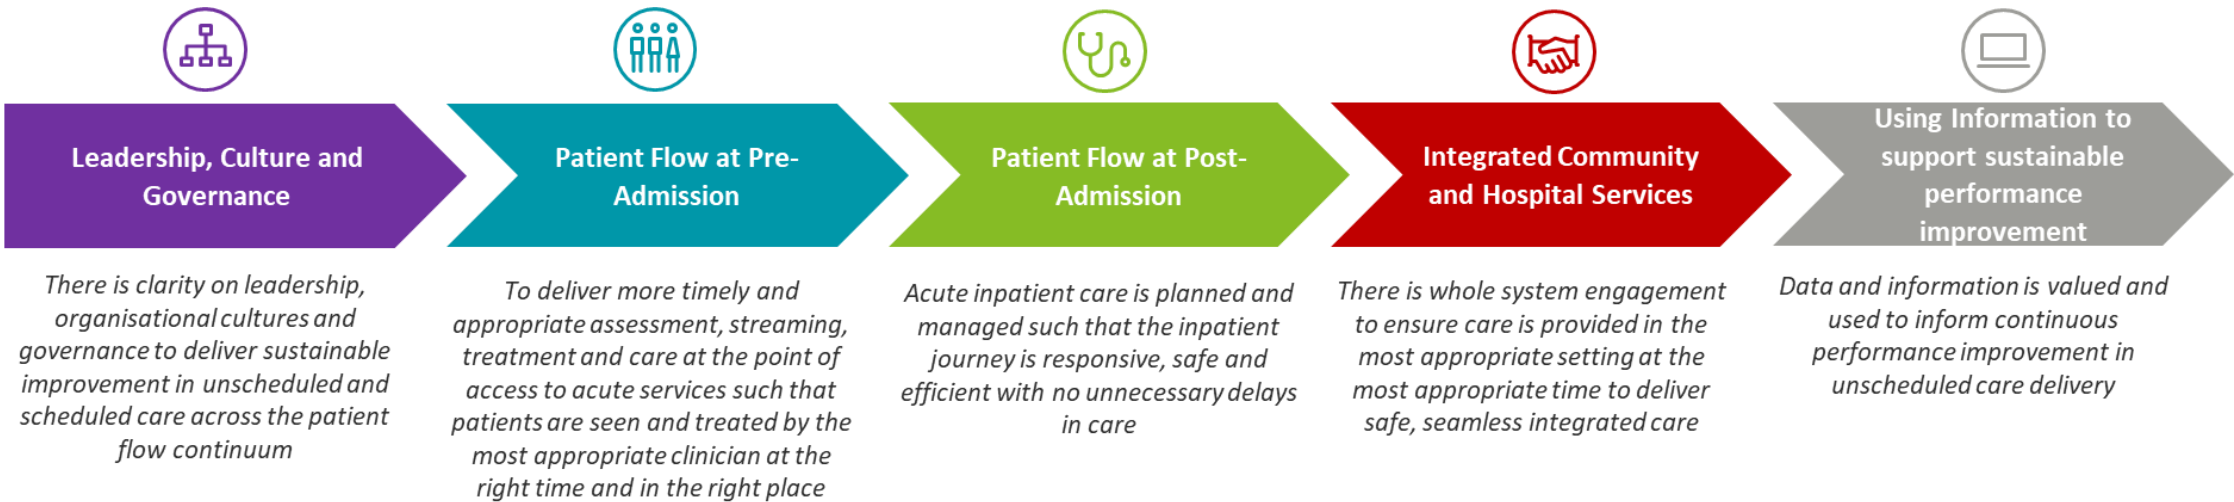 Leadership, Culture and
Governance
There is clarity on leadership,
organisational cultures and
governance to deliver sustainable
improvement in unscheduled and
scheduled care across the patient
flow continuum
Patient Flow at Pre-
Admission
To deliver more timely and
appropriate assessment, streaming,
treatment and care at the point of
access to acute services such that
patients are seen and treated by the
most appropriate clinician at the
right time and in the right place
Patient Flow at Post-
Admission
Acute inpatient care is planned and
managed such that the inpatient
journey is responsive, safe and
efficient with no unnecessary delays
in care
Integrated Community
and Hospital Services
There is whole system engagement
to ensure care is provided in the
most appropriate setting at the
most appropriate time to deliver
safe, seamless integrated care
Using Information to
support sustainable
performance
improvement
Data and information is valued and
used to inform continuous
performance improvement in
unscheduled care delivery